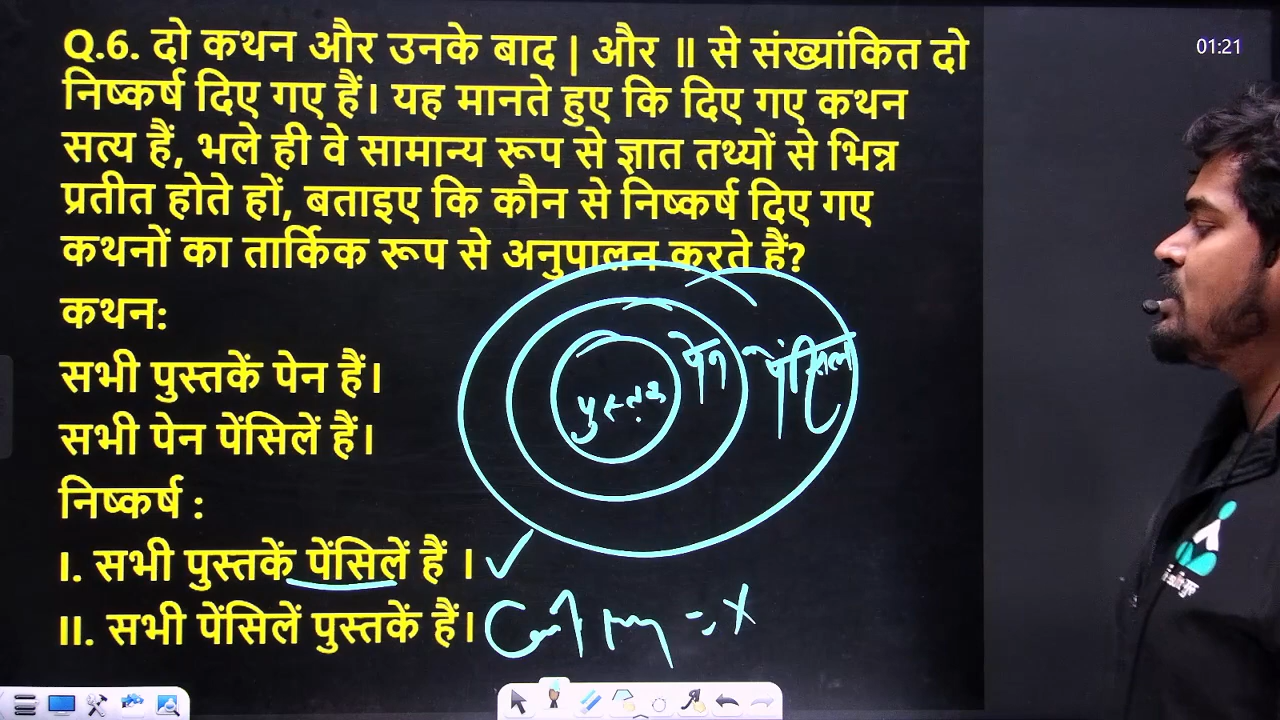 Q.6. दो कथन और उनके बाद | और || से संख्यांकित दो
01:21
निष्कर्ष दिए गए हैं। यह मानते हुए कि दिए गए कथन
सत्य हैं, भले ही वे सामान्य रूप से ज्ञात तथ्यों से भिन्न
प्रतीत होते हों, बताइए कि कौन से निष्कर्ष दिए गए
कथनों का तार्किक रूप से अनुपालन करते हैं?
कथन:
सभी पुस्तकें पेन हैं।
पुस्तक पेन
सभी पेन पेंसिलें हैं।
निष्कर्ष :
I. सभी पुस्तकें पेंसिलें हैं ।
II. सभी पेंसिलें पुस्तकें हैं।